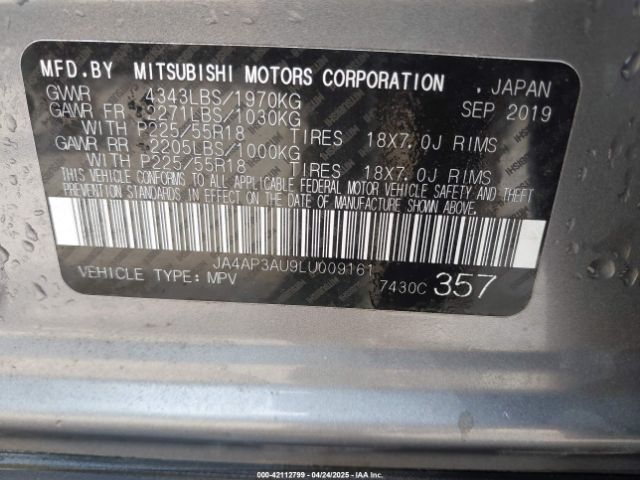 MFD.BY MITSUBISHI MOTORS CORPORATION , JAPAN
GVWR 4343LBS/1970KG SEP 2019
GAWR FR 2271LBS/1030KG
WITH P225/55R18 TIRES 18X7.0J RIMS
GAWR RR 2205LBS/1000KG
WITH P225/55R18 TIRES 18X7.0J RIMS
THIS VEHICLE CONFORMS TO ALL APPLICABLE FEDERAL MOTOR VEHICLE SAFETY AND THEFT
PREVENTION STANDARDS IN EFFECT ON THE DATE OF MANUFACTURE SHOWN ABOVE.
JA4AP3AU9LU009161
VEHICLE TYPE: MPV 7430C 357
000-42112799 - 04/24/2025 - IAA Inc.